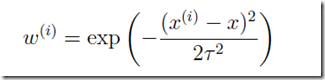 w^{(i)} = \exp\left(-\frac{(x^{(i)} - x)^2}{2\tau^2}\right)